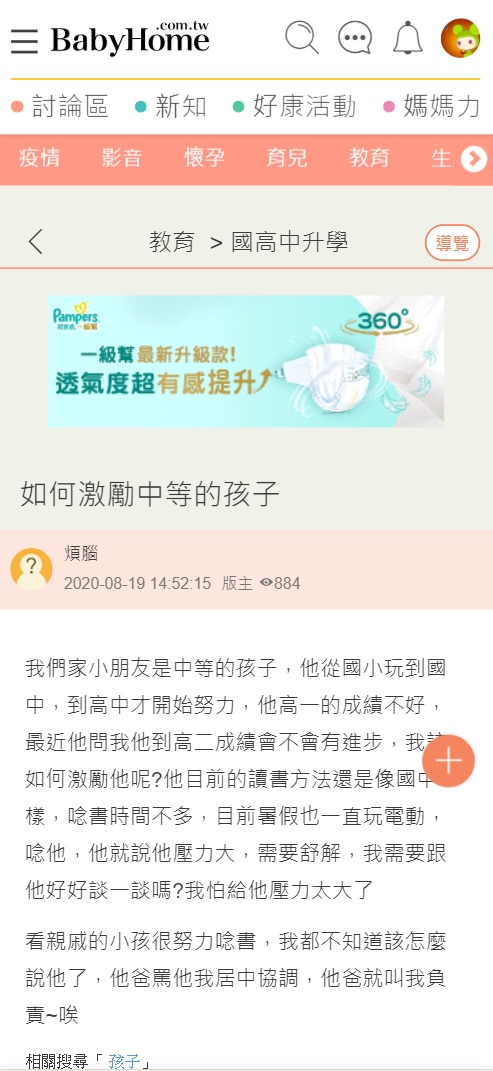 BabyHome.com.tw
討論區 新知 好康活動 媽媽力
疫情 影音 懷孕 育兒 教育 生
教育 > 國高中升學 導覽
Pampers
一級幫
360°
一級幫最新升級款!
透氣度超有感提升
如何激勵中等的孩子
煩腦
2020-08-19 14:52:15 版主 884
我們家小朋友是中等的孩子，他從國小玩到國
中，到高中才開始努力，他高一的成績不好，
最近他問我他到高二成績會不會有進步，我該
如何激勵他呢?他目前的讀書方法還是像國中
樣，唸書時間不多，目前暑假也一直玩電動，
唸他，他就說他壓力大，需要舒解，我需要跟
他好好談一談嗎?我怕給他壓力太大了
看親戚的小孩很努力唸書，我都不知道該怎麼
說他了，他爸罵他我居中協調，他爸就叫我負
責~唉
相關搜尋「 孩子」